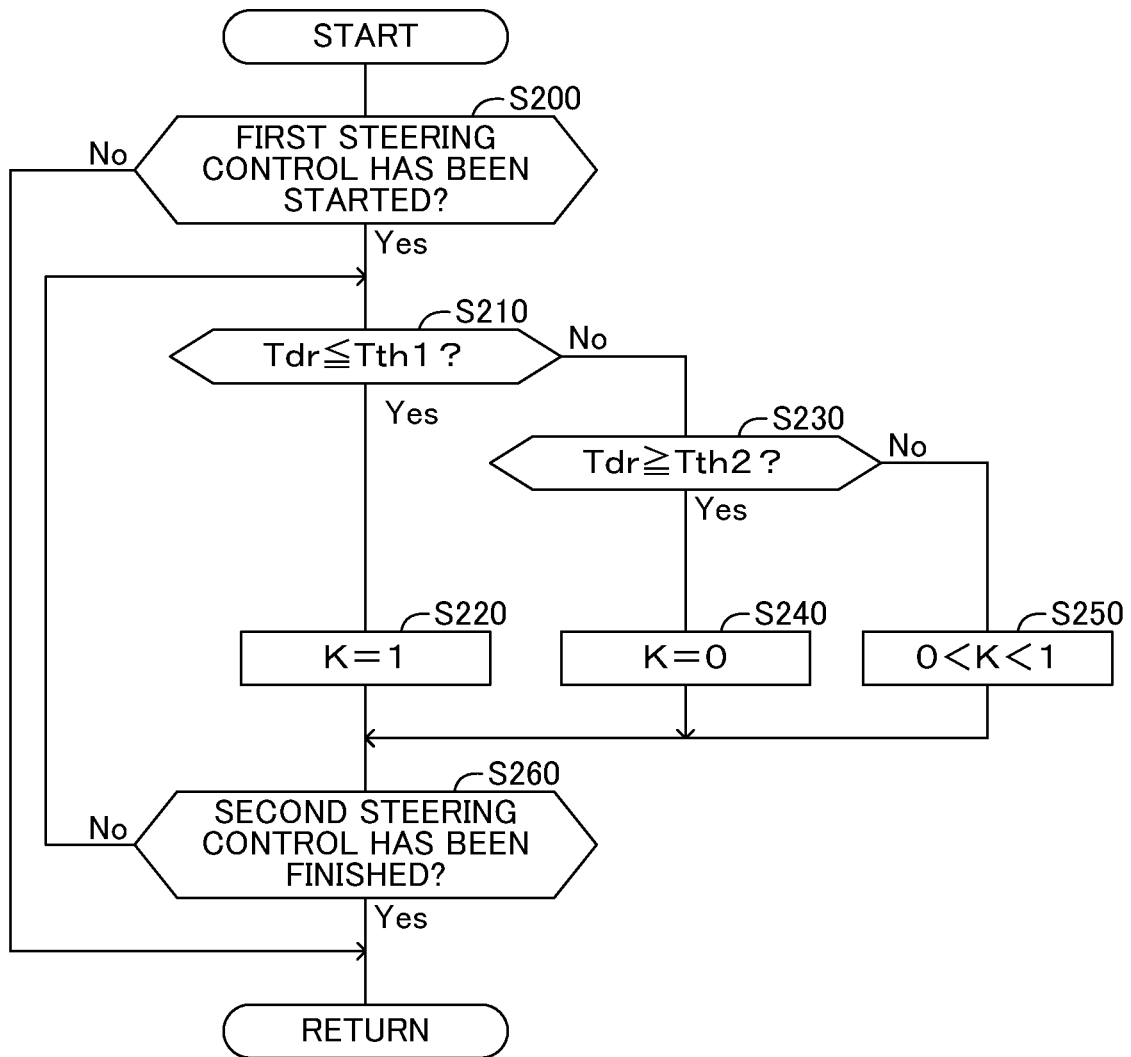 START
S200
FIRST STEERING
CONTROL HAS BEEN
STARTED?
No
Yes
S210
Tdr≦Tth1?
No
Yes
S230
Tdr≧Tth2?
No
Yes
S220
K=1
S240
K=0
S250
0<K<1
S260
SECOND STEERING
CONTROL HAS BEEN
FINISHED?
No
Yes
RETURN